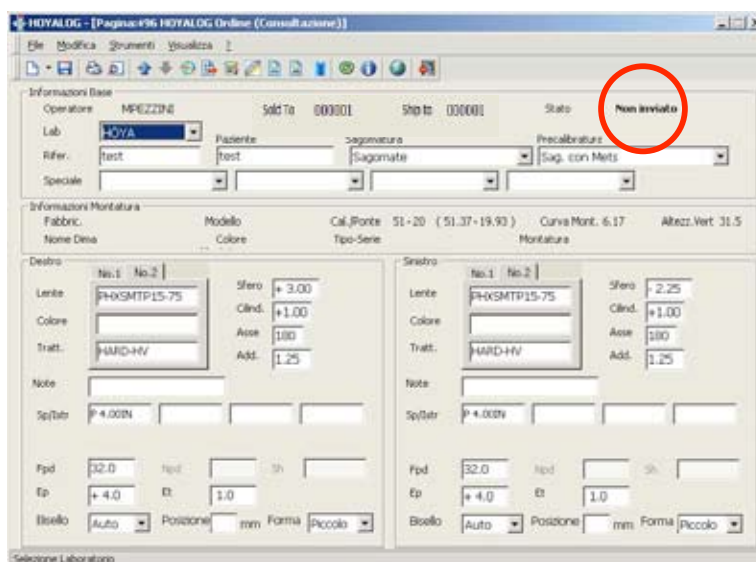 HOYALOG - [Pagina:#96 HOYALOG Ordine (Consultazione)]
File Modifica Strumenti Visualizza ?
Informazioni Base
Operatore MPEZZINI Sold To 000001 Ship to 000001 Stato Non inviato
Lab HOYA Paziente Sagomatura Precalibratura
Rifer. test test Sagomate Sag. con Mets
Speciale
Informazioni Montatura
Fabbric. Modello Cal./Ponte 51-20 ( 51.37-19.93 ) Curva Mont. 6.17 Altezz.Vert 31.5
Nome Dima Colore Tipo-Serie Montatura
Destro Sinistro
No.1 No.2 No.1 No.2
Lente PHXSMTP15-75 Sfero + 3.00 Lente PHXSMTP15-75 Sfero - 2.25
Colore Cilind. +1.00 Colore Cilind. +1.00
Asse 180 Asse 180
Tratt. HARD-HV Add. 1.25 Tratt. HARD-HV Add. 1.25
Note Note
Sp/Istr P 4.00IN Sp/Istr P 4.00IN
Fpd 32.0 Npd Sh Fpd 32.0 Npd Sh
Ep + 4.0 Et 1.0 Ep + 4.0 Et 1.0
Bisello Auto Posizione mm Forma Piccolo Bisello Auto Posizione mm Forma Piccolo
Selezione Laboratorio